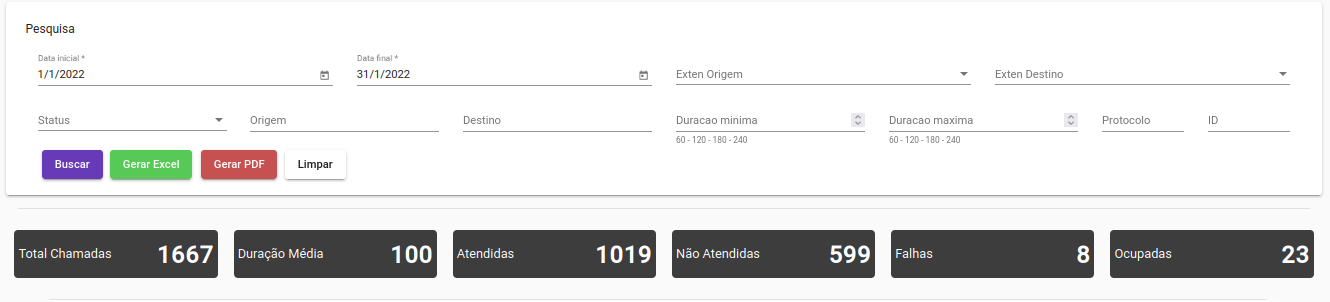 Pesquisa
Data inicial * Data final *
1/1/2022 31/1/2022 Exten Origem Exten Destino
Status Origem Destino Duracao minima Duracao maxima Protocolo ID
60 - 120 - 180 - 240 60 - 120 - 180 - 240
Buscar Gerar Excel Gerar PDF Limpar
Total Chamadas 1667 Duração Média 100 Atendidas 1019 Não Atendidas 599 Falhas 8 Ocupadas 23